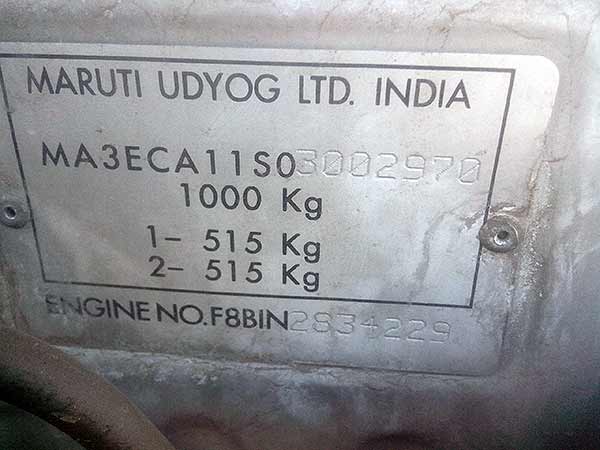 MARUTI UDYOG LTD. INDIA
MA3ECA11S03002970
1000 Kg
1- 515 Kg
2- 515 Kg
ENGINE NO.F8BIN2834229